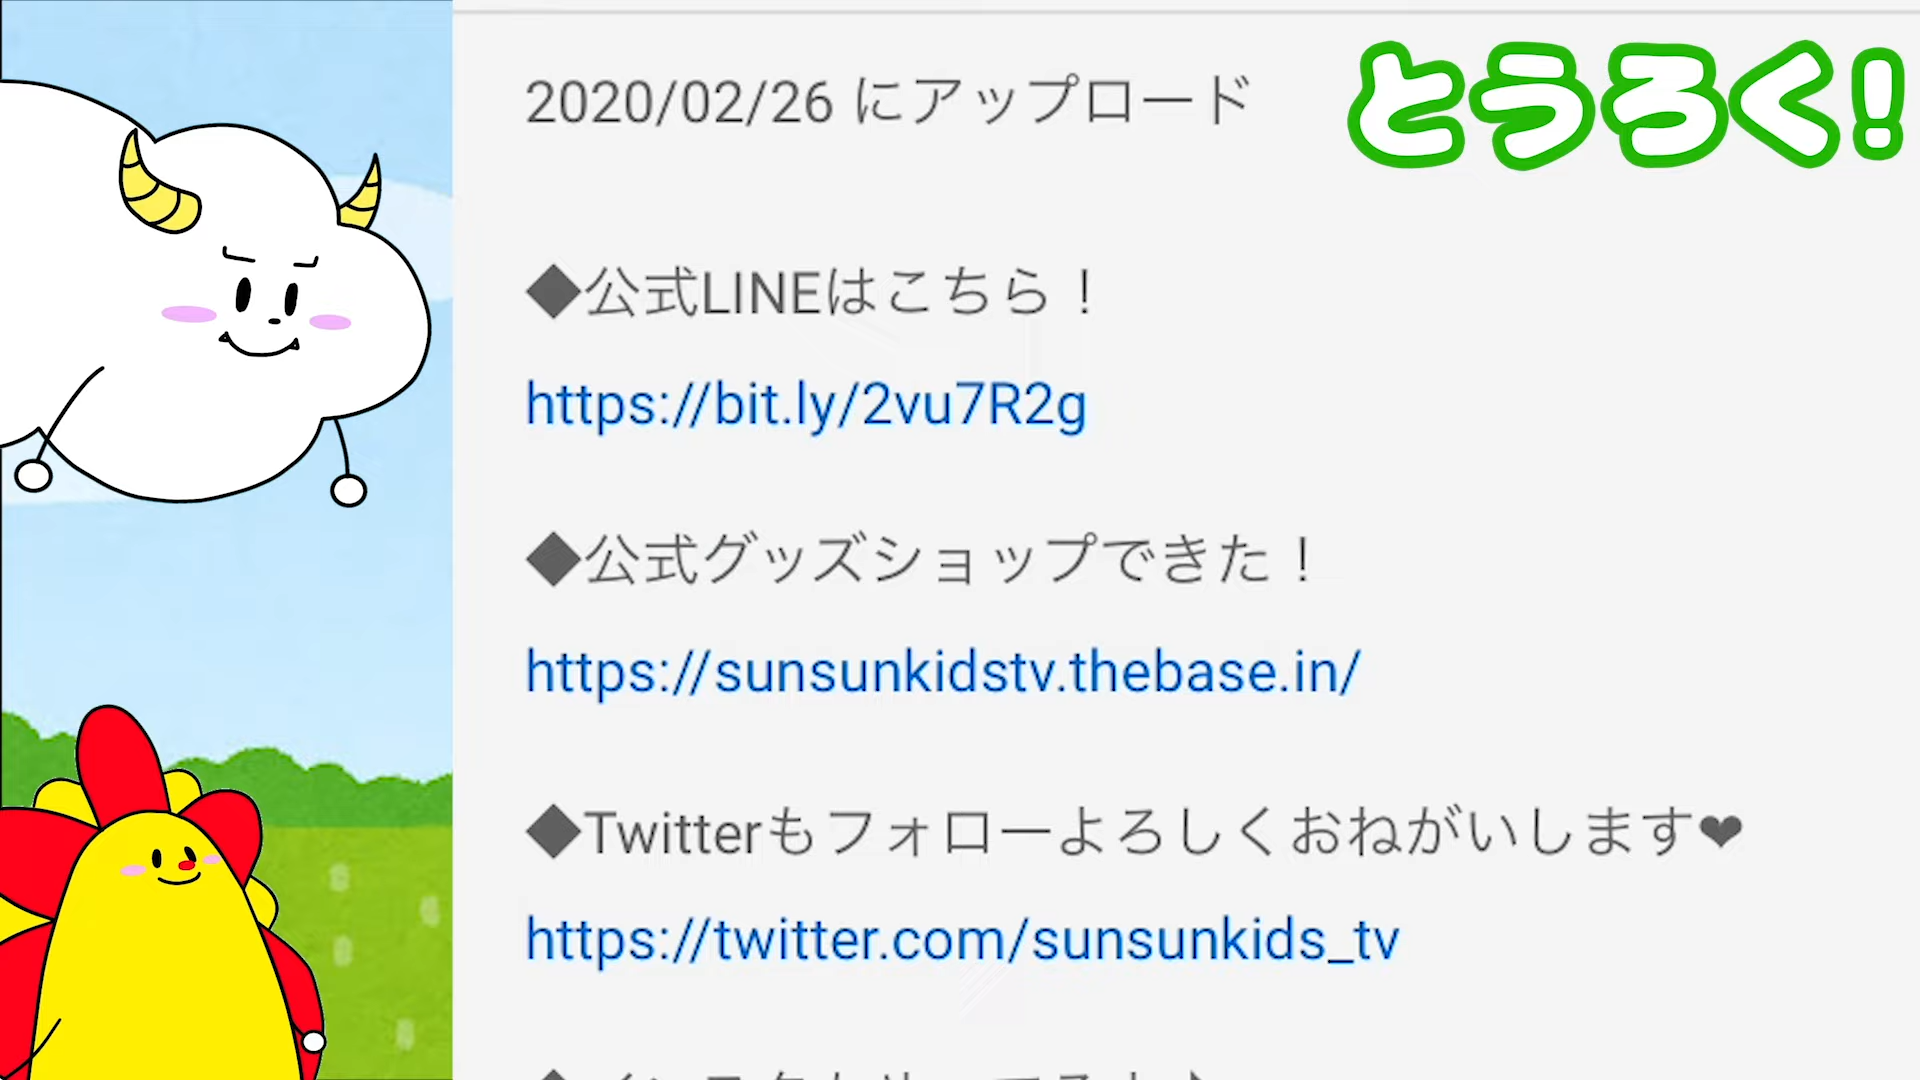 2020/02/26 にアップロード
とうろく!
◆公式LINEはこちら！
https://bit.ly/2vu7R2g
◆公式グッズショップできた！
https://sunsunkidstv.thebase.in/
◆Twitterもフォローよろしくおねがいします❤
https://twitter.com/sunsunkids_tv